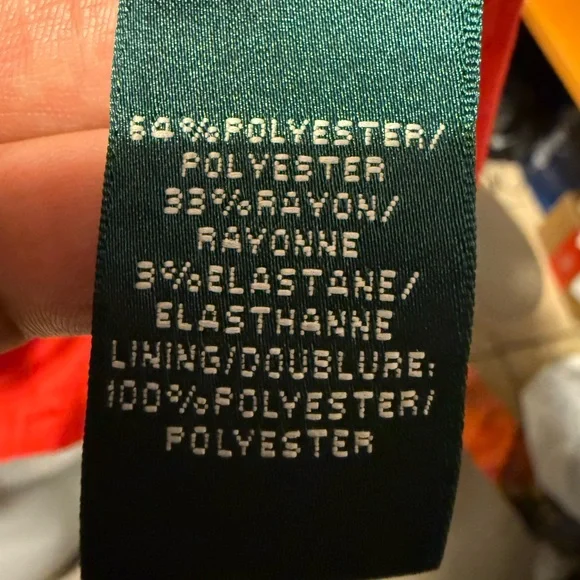 64%POLYESTER/
POLYESTER
33%RAYON/
RAYONNE
3%ELASTANE/
ELASTHANNE
LINING/DOUBLURE:
100%POLYESTER/
POLYESTER